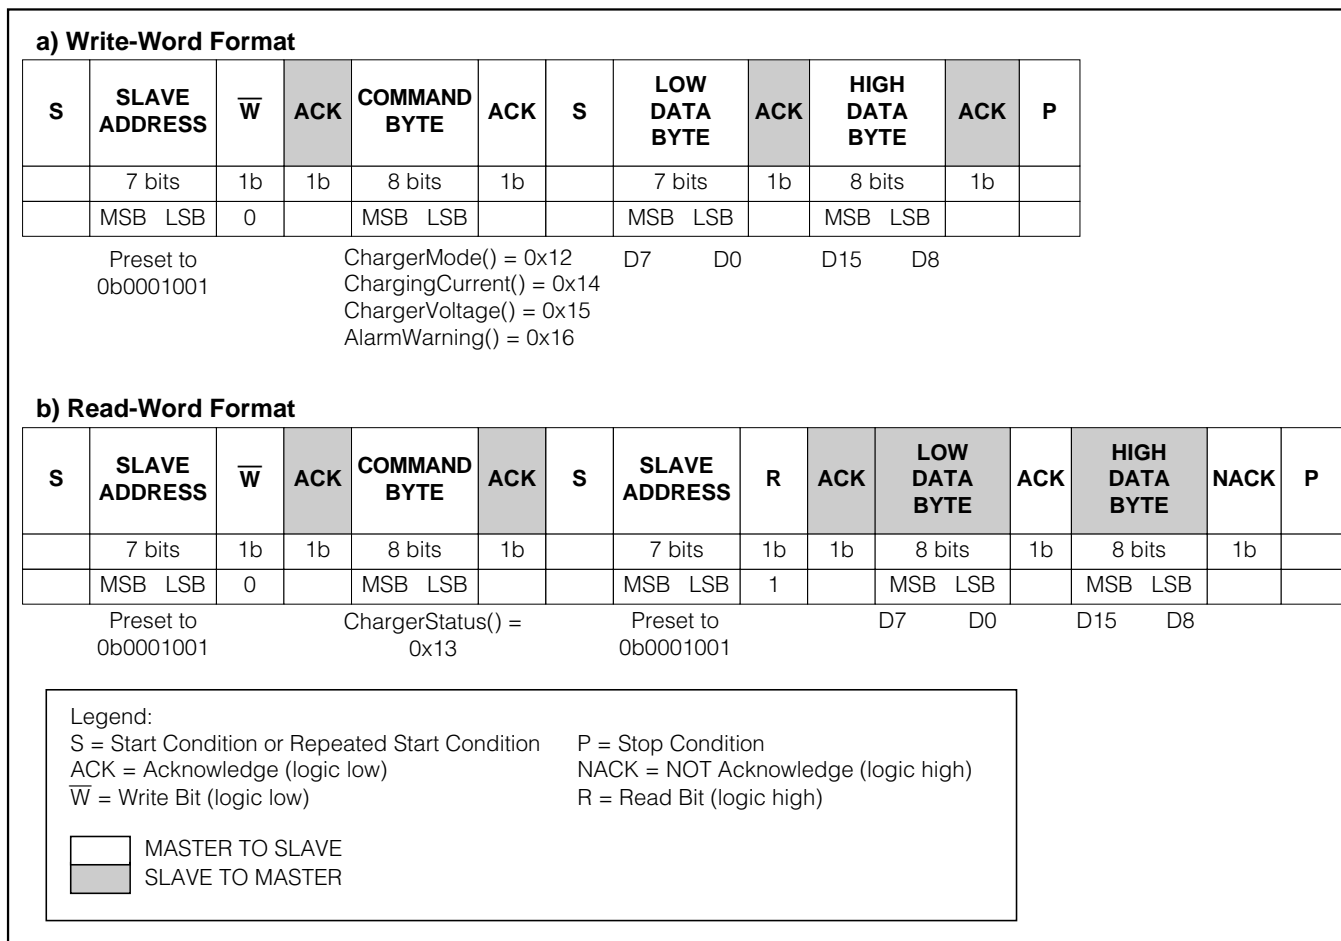 a) Write-Word Format
S SLAVE ADDRESS W̅ ACK COMMAND BYTE ACK S LOW DATA BYTE ACK HIGH DATA BYTE ACK P
7 bits 1b 1b 8 bits 1b 7 bits 1b 8 bits 1b
MSB LSB 0 MSB LSB MSB LSB MSB LSB
Preset to 0b0001001
ChargerMode() = 0x12
ChargingCurrent() = 0x14
ChargerVoltage() = 0x15
AlarmWarning() = 0x16
D7 D0 D15 D8
b) Read-Word Format
S SLAVE ADDRESS W̅ ACK COMMAND BYTE ACK S SLAVE ADDRESS R ACK LOW DATA BYTE ACK HIGH DATA BYTE NACK P
7 bits 1b 1b 8 bits 1b 7 bits 1b 1b 8 bits 1b 8 bits 1b
MSB LSB 0 MSB LSB MSB LSB 1 MSB LSB MSB LSB
Preset to 0b0001001
ChargerStatus() = 0x13
Preset to 0b0001001
D7 D0 D15 D8
Legend:
S = Start Condition or Repeated Start Condition P = Stop Condition
ACK = Acknowledge (logic low) NACK = NOT Acknowledge (logic high)
W̅ = Write Bit (logic low) R = Read Bit (logic high)
MASTER TO SLAVE
SLAVE TO MASTER